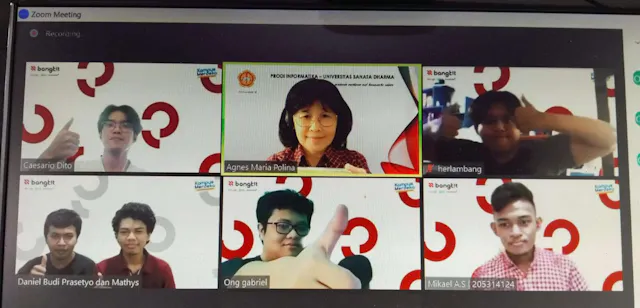 Zoom Meeting
Recording...
bangkit
Kampus
Merdeka
Caesario Dito
PRODI INFORMATIKA - UNIVERSITAS SANATA DHARMA
Agnes Maria Polina
bangkit
herlambang
bangkit
Kampus
Merdeka
Daniel Budi Prasetyo dan Mathys
bangkit
Kampus
Merdeka
Ong gabriel
bangkit
Kampus
Merdeka
Mikael A.S | 205314124